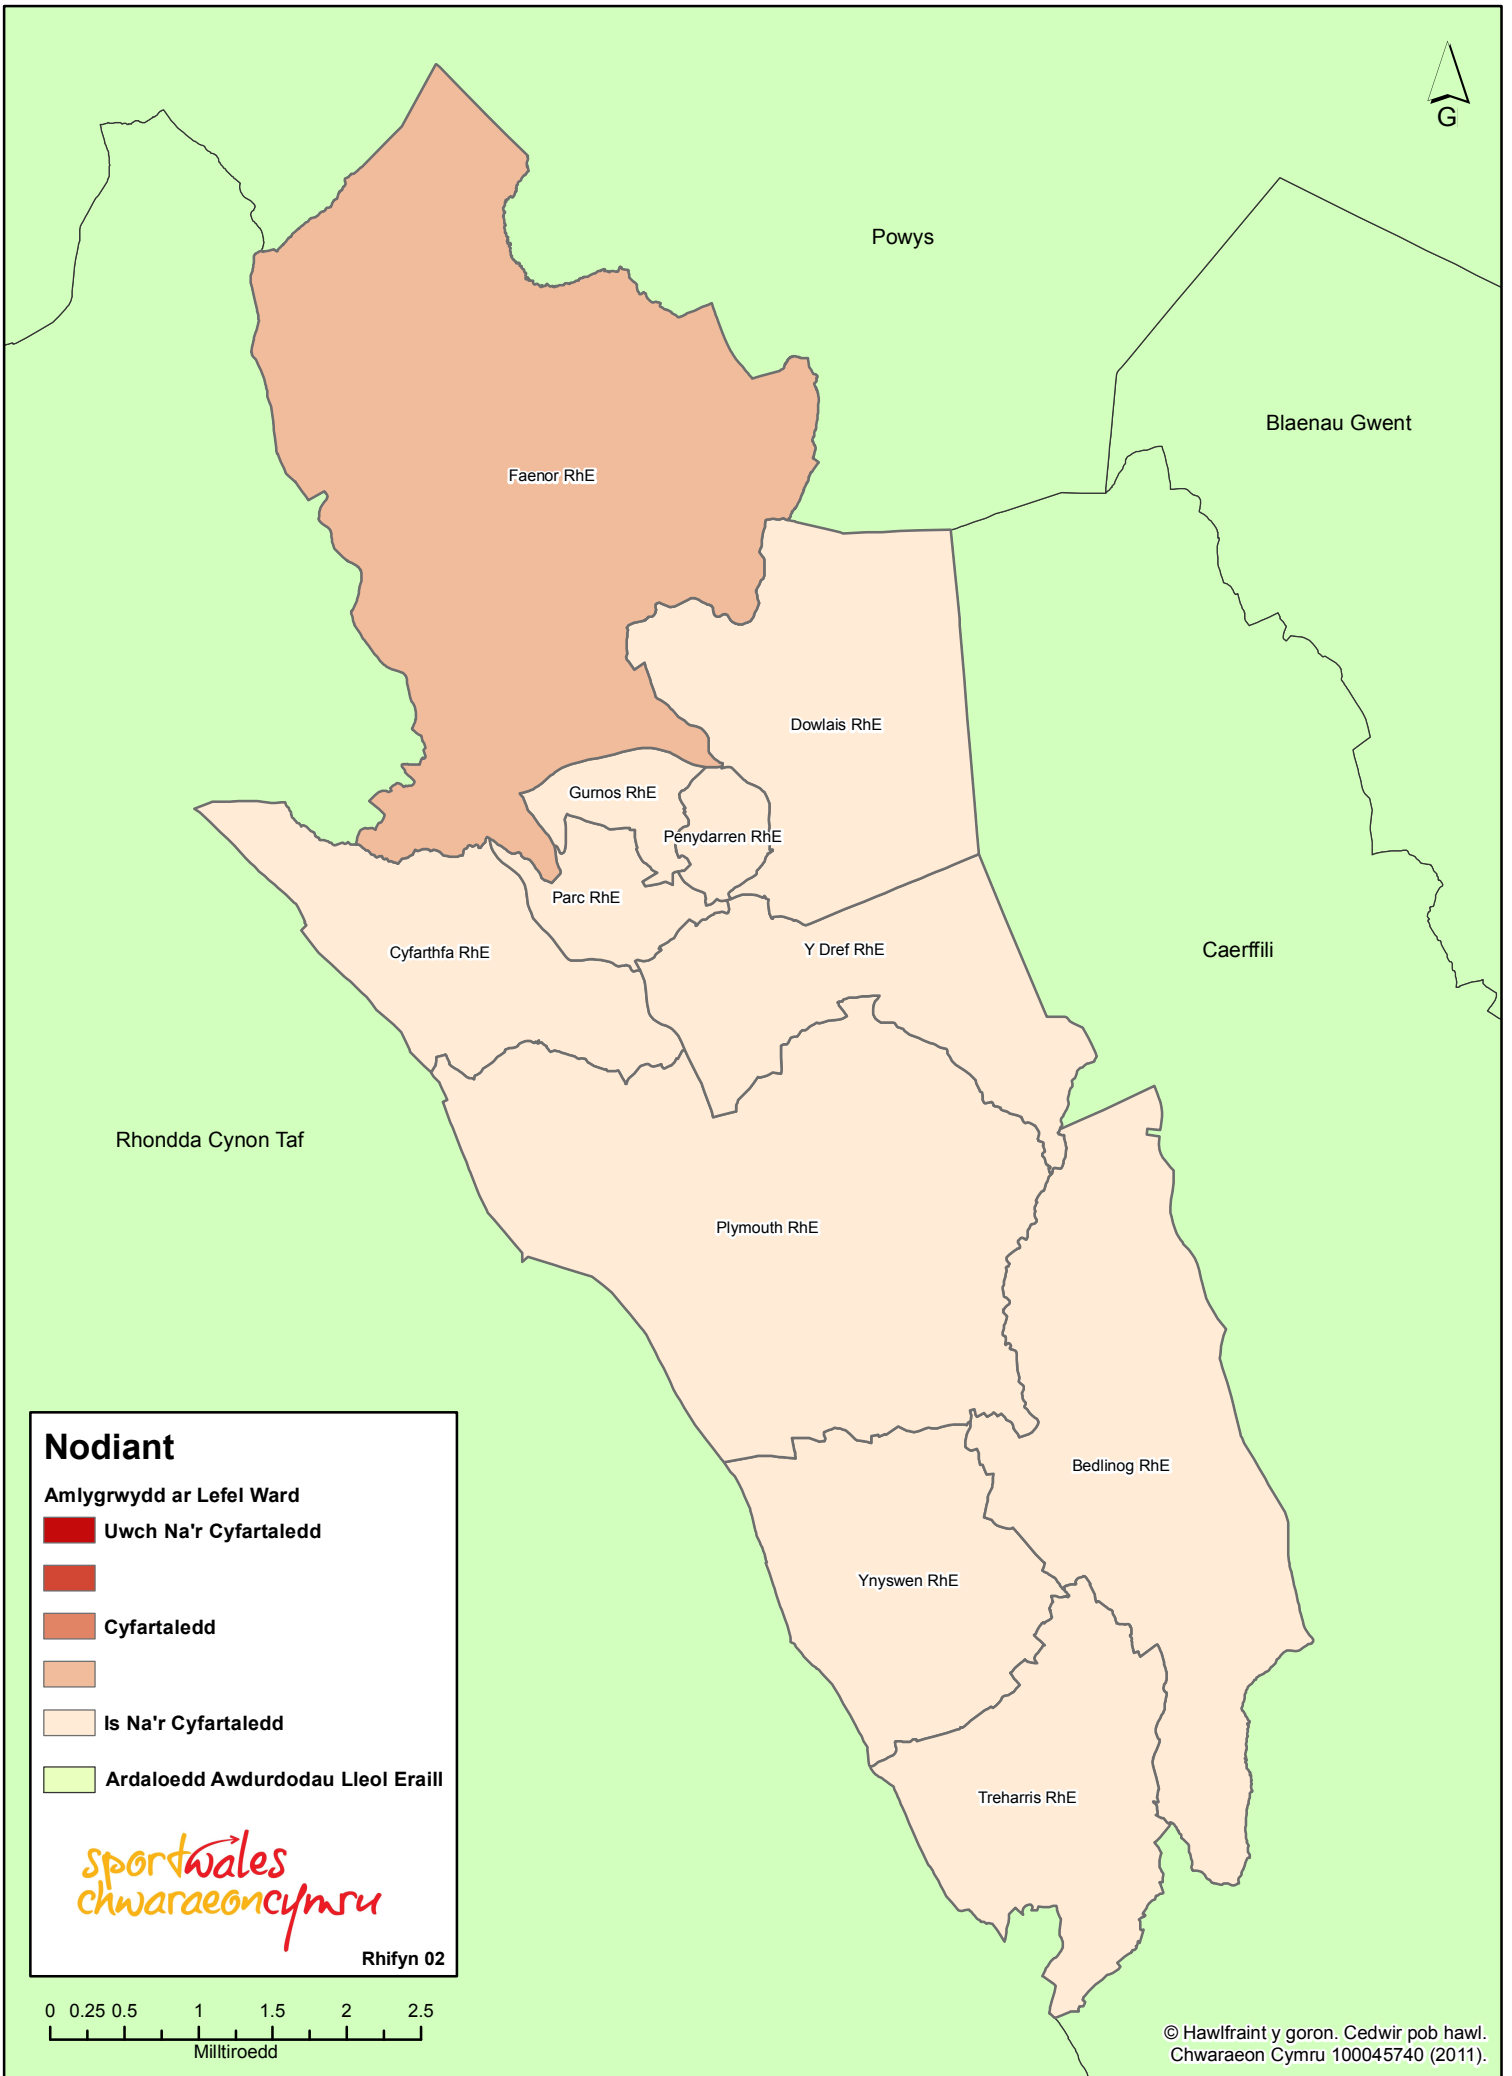 G
Powys
Blaenau Gwent
Faenor RhE
Dowlais RhE
Gurnos RhE
Penydarren RhE
Parc RhE
Cyfarthfa RhE
Y Dref RhE
Caerffili
Rhondda Cynon Taf
Plymouth RhE
Bedlinog RhE
Ynyswen RhE
Treharris RhE
Nodiant
Amlygrwydd ar Lefel Ward
Uwch Na'r Cyfartaledd
Cyfartaledd
Is Na'r Cyfartaledd
Ardaloedd Awdurdodau Lleol Eraill
sportwales
chwaraeoncymru
Rhifyn 02
0 0.25 0.5 1 1.5 2 2.5
Milltiroedd
© Hawlfraint y goron. Cedwir pob hawl.
Chwaraeon Cymru 100045740 (2011).